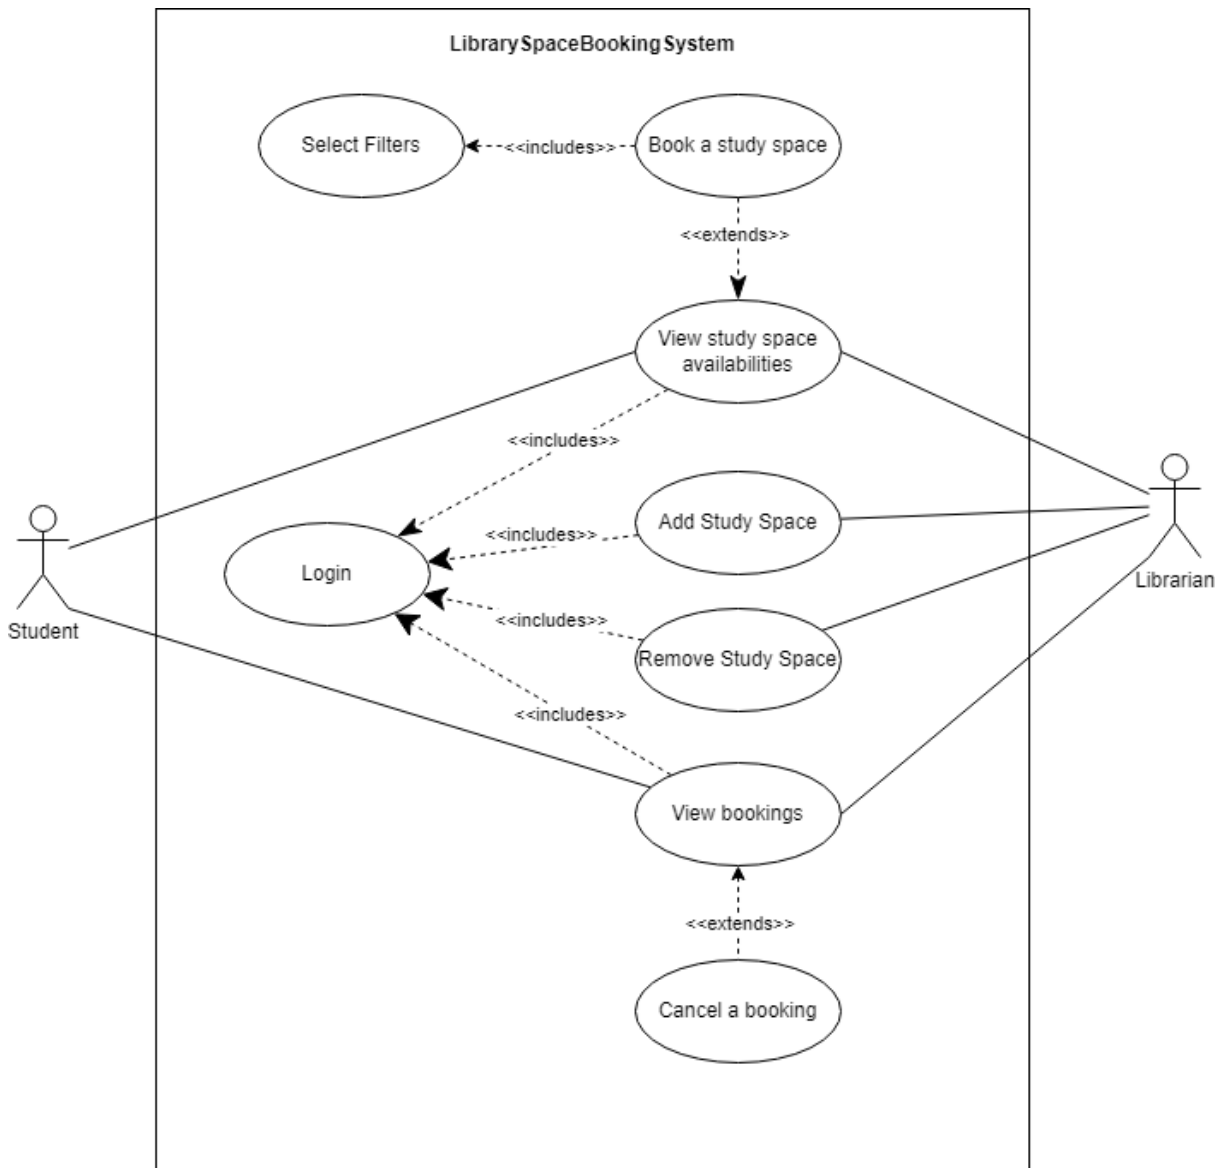 LibrarySpaceBookingSystem
Select Filters
<<includes>>
Book a study space
<<extends>>
View study space
availabilities
<<includes>>
Add Study Space
<<includes>>
Login
Student
Librarian
<<includes>>
Remove Study Space
<<includes>>
View bookings
<<extends>>
Cancel a booking